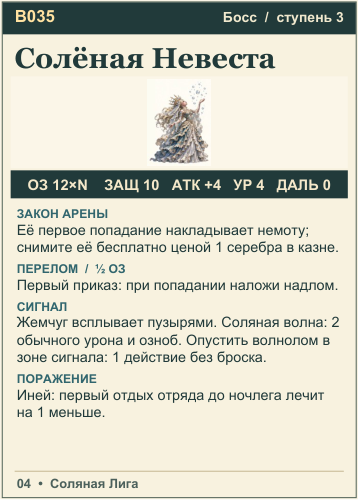 B035 Босс / ступень 3
Солёная Невеста
ОЗ 12×N ЗАЩ 10 АТК +4 УР 4 ДАЛЬ 0
ЗАКОН АРЕНЫ
Её первое попадание накладывает немоту;
снимите её бесплатно ценой 1 серебра в казне.
ПЕРЕЛОМ / ½ ОЗ
Первый приказ: при попадании наложи надлом.
СИГНАЛ
Жемчуг всплывает пузырями. Соляная волна: 2
обычного урона и озноб. Опустить волнолом в
зоне сигнала: 1 действие без броска.
ПОРАЖЕНИЕ
Иней: первый отдых отряда до ночлега лечит
на 1 меньше.
04 • Соляная Лига